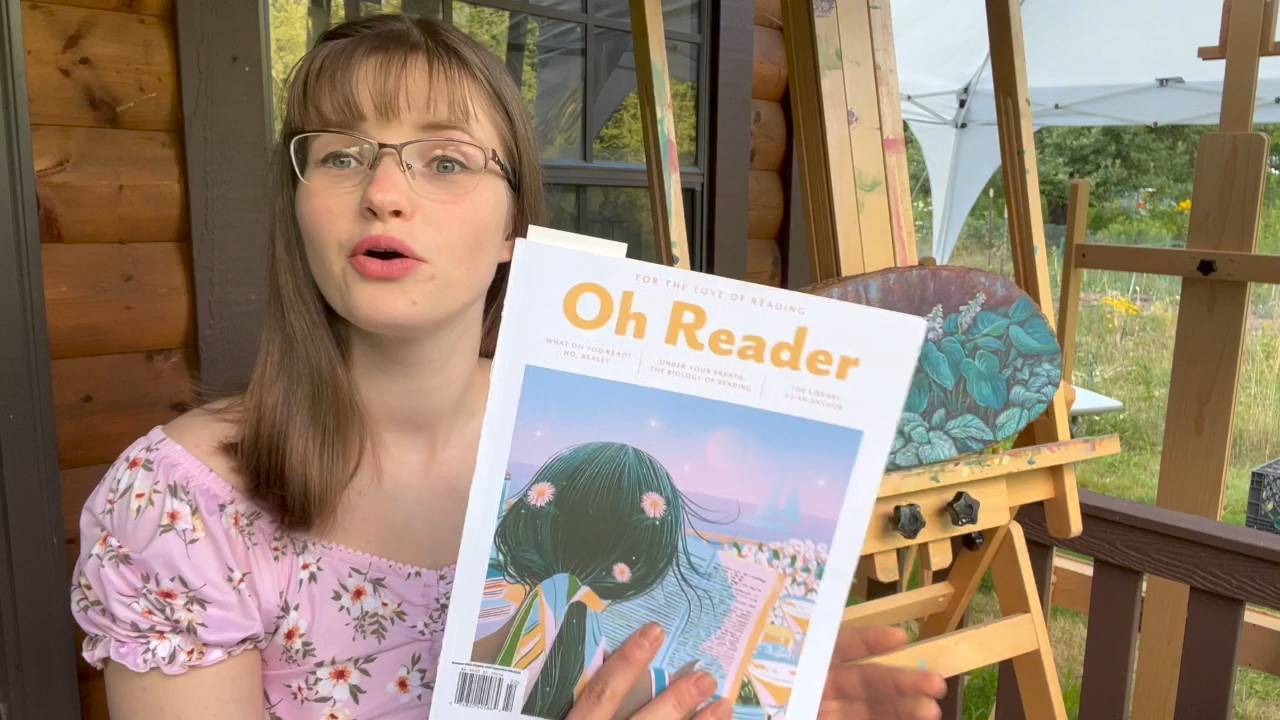 FOR THE LOVE OF READING
Oh Reader
WHAT DO YOU READ?
NO, REALLY
UNDER YOUR BREATH:
THE BIOLOGY OF READING
THE LIBRARY
AS AN ANCHOR